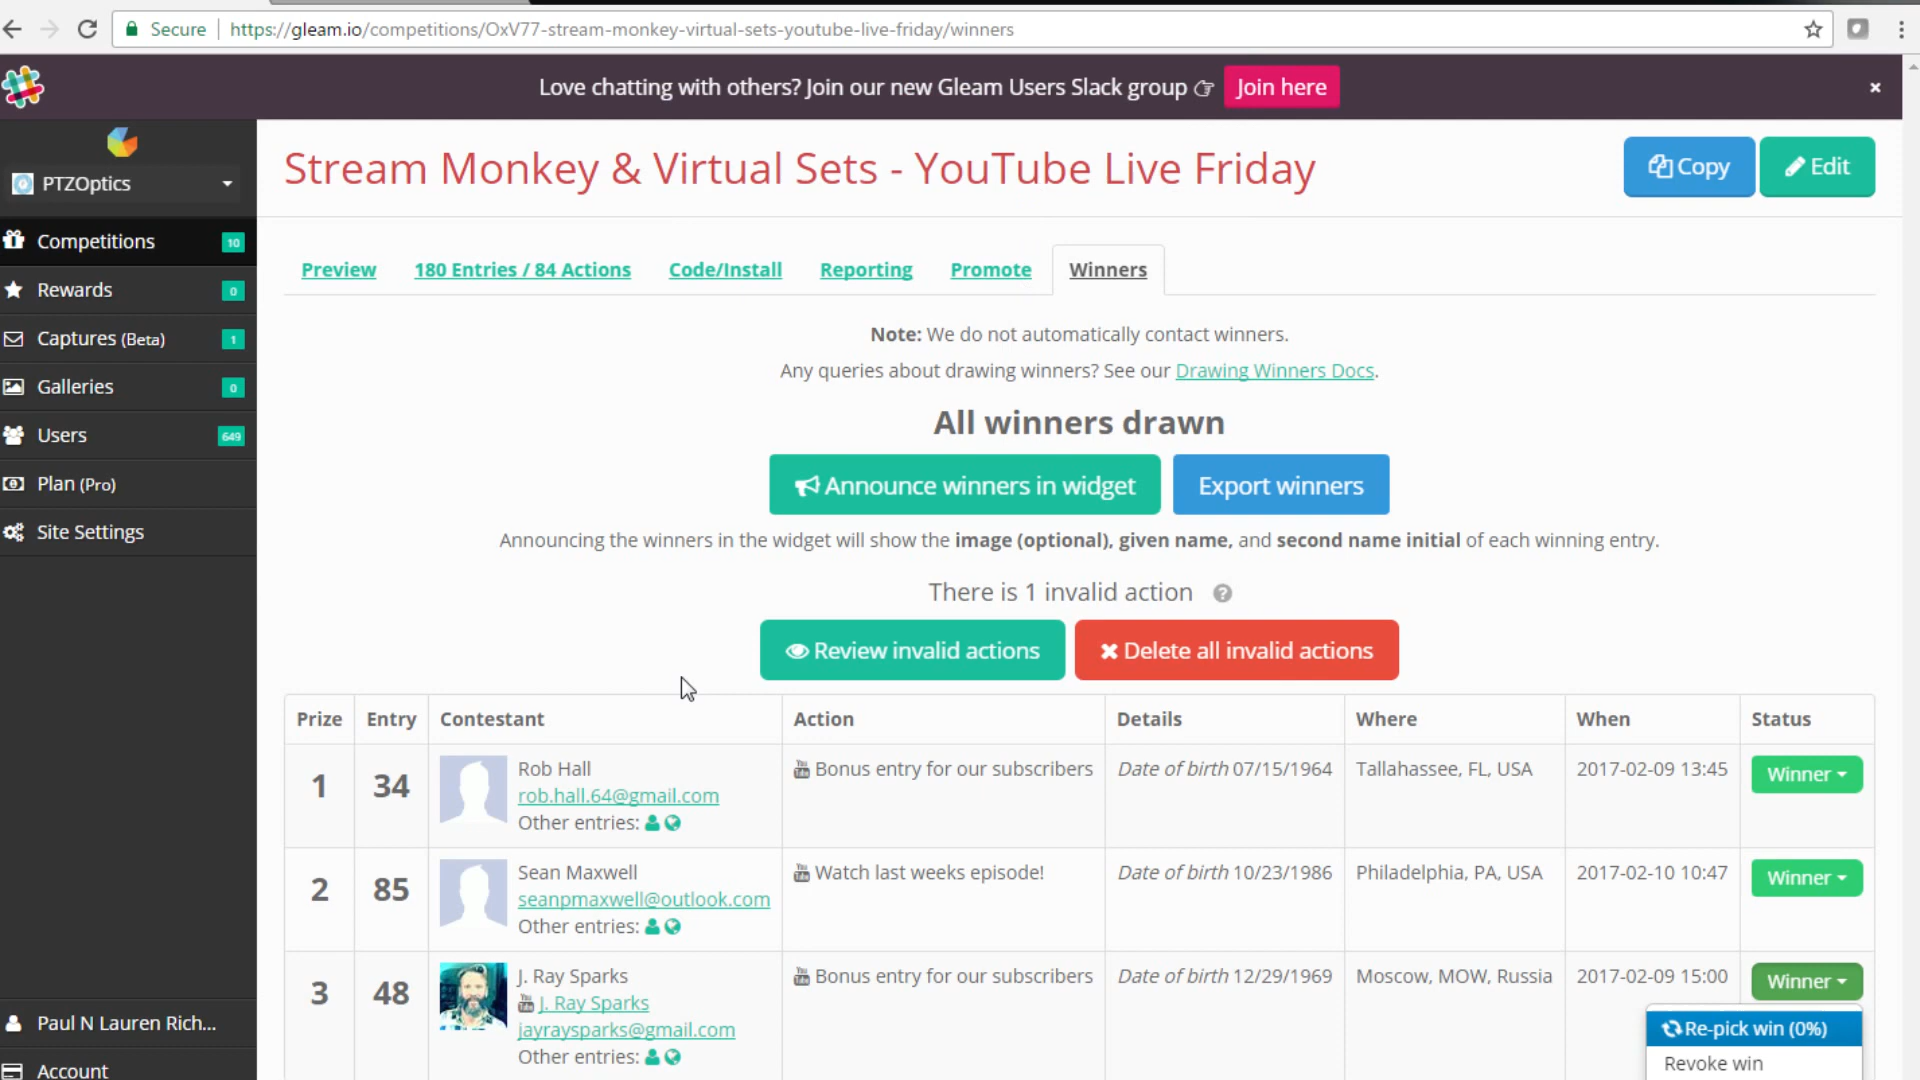 Secure https://gleam.io/competitions/OxV77-stream-monkey-virtual-sets-youtube-live-friday/winners
Love chatting with others? Join our new Gleam Users Slack group Join here
PTZOptics
Competitions 10
Rewards 0
Captures (Beta) 1
Galleries 0
Users 649
Plan (Pro)
Site Settings
Paul N Lauren Rich...
Account
Stream Monkey & Virtual Sets - YouTube Live Friday
Copy Edit
Preview 180 Entries / 84 Actions Code/Install Reporting Promote Winners
Note: We do not automatically contact winners.
Any queries about drawing winners? See our Drawing Winners Docs.
All winners drawn
Announce winners in widget Export winners
Announcing the winners in the widget will show the image (optional), given name, and second name initial of each winning entry.
There is 1 invalid action ?
Review invalid actions Delete all invalid actions
Prize Entry Contestant Action Details Where When Status
1 34 Rob Hall Bonus entry for our subscribers Date of birth 07/15/1964 Tallahassee, FL, USA 2017-02-09 13:45 Winner
rob.hall.64@gmail.com
Other entries:
2 85 Sean Maxwell Watch last weeks episode! Date of birth 10/23/1986 Philadelphia, PA, USA 2017-02-10 10:47 Winner
seanpmaxwell@outlook.com
Other entries:
3 48 J. Ray Sparks Bonus entry for our subscribers Date of birth 12/29/1969 Moscow, MOW, Russia 2017-02-09 15:00 Winner
J. Ray Sparks
jayraysparks@gmail.com
Other entries:
Re-pick win (0%)
Revoke win